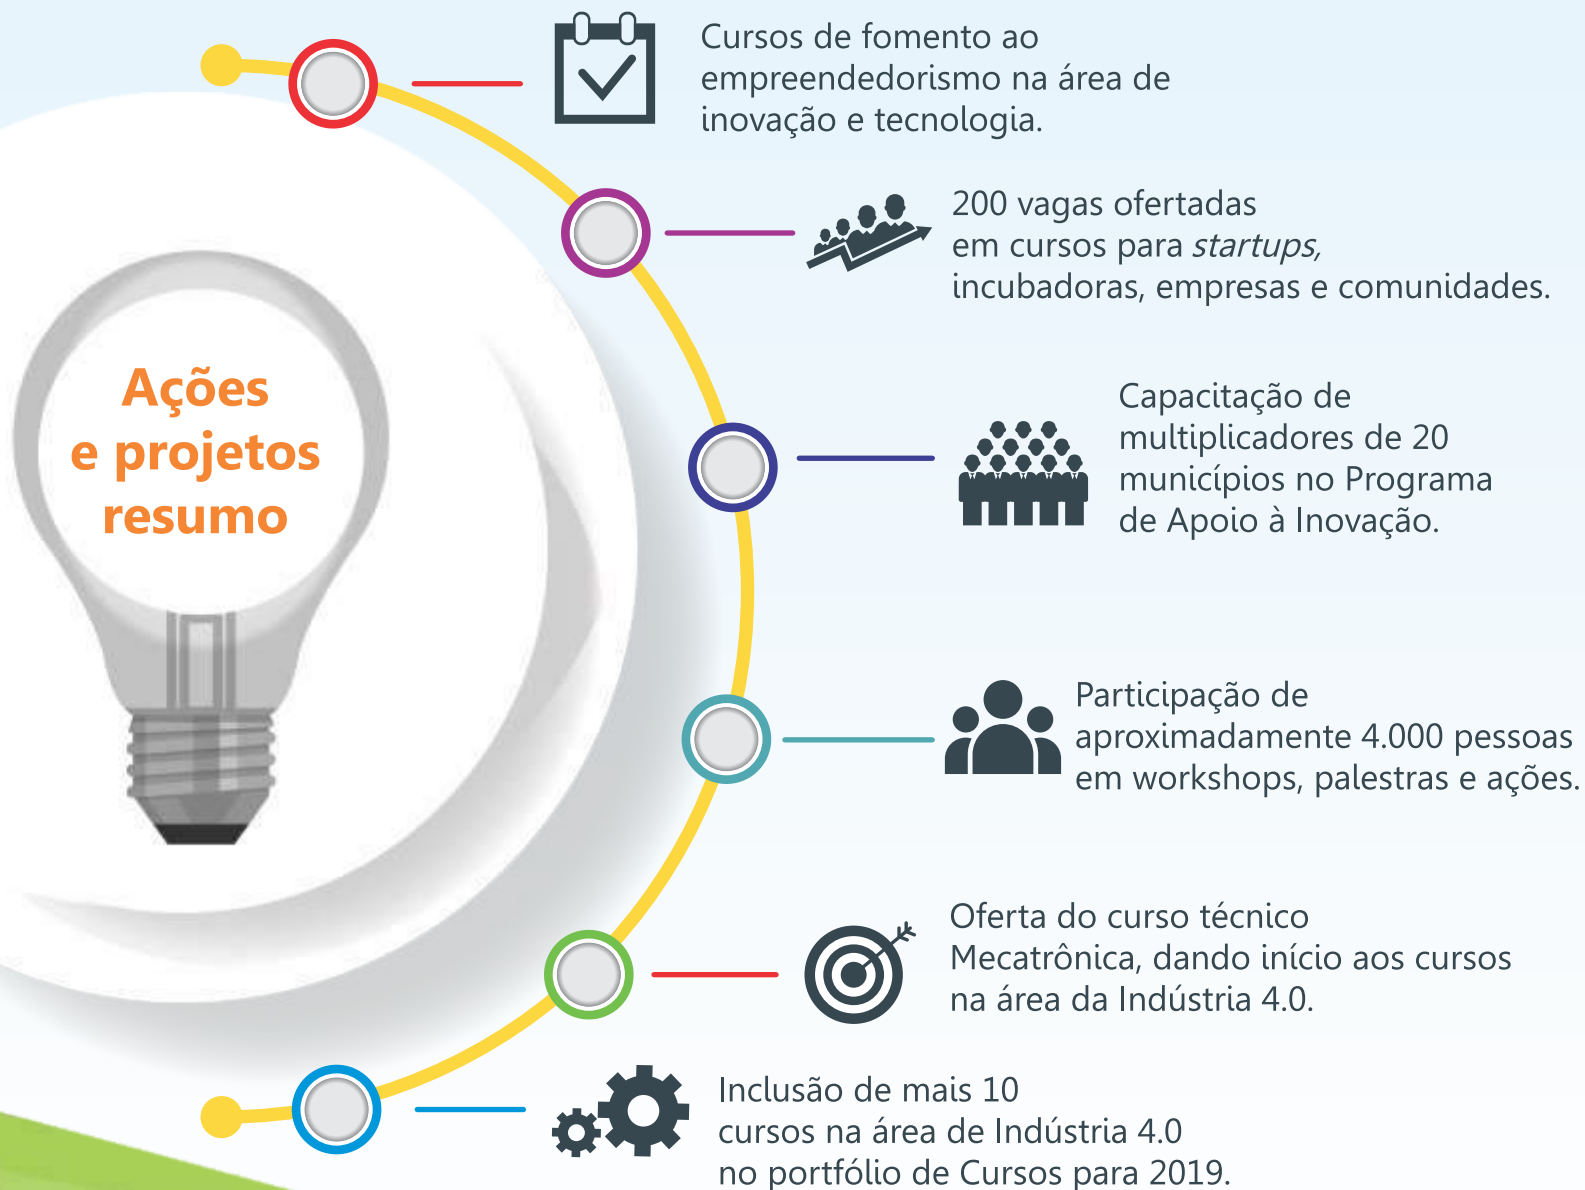 Ações
e projetos
resumo
Cursos de fomento ao
empreendedorismo na área de
inovação e tecnologia.
200 vagas ofertadas
em cursos para startups,
incubadoras, empresas e comunidades.
Capacitação de
multiplicadores de 20
municípios no Programa
de Apoio à Inovação.
Participação de
aproximadamente 4.000 pessoas
em workshops, palestras e ações.
Oferta do curso técnico
Mecatrônica, dando início aos cursos
na área da Indústria 4.0.
Inclusão de mais 10
cursos na área de Indústria 4.0
no portfólio de Cursos para 2019.